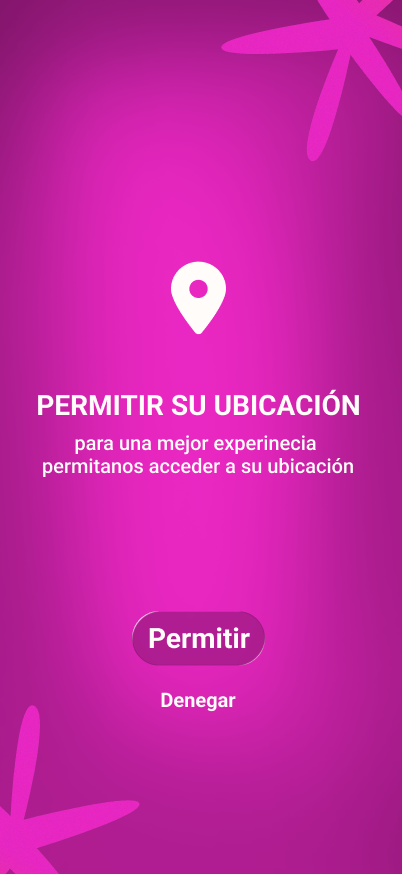 PERMITIR SU UBICACIÓN
para una mejor experinecia
permitanos acceder a su ubicación
Permitir
Denegar